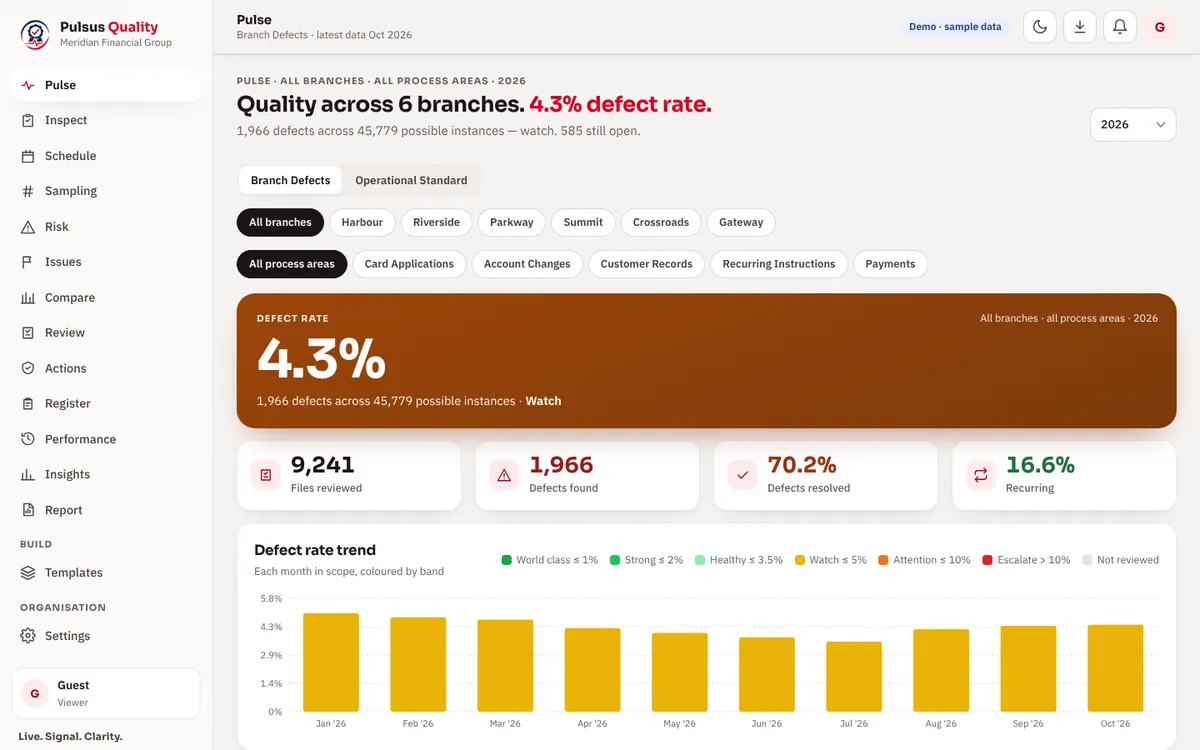 Pulsus Quality
Meridian Financial Group
Pulse
Inspect
Schedule
Sampling
Risk
Issues
Compare
Review
Actions
Register
Performance
Insights
Report
BUILD
Templates
ORGANISATION
Settings
G
Guest
Viewer
Live. Signal. Clarity.
Pulse
Branch Defects · latest data Oct 2026
Demo · sample data
G
PULSE · ALL BRANCHES · ALL PROCESS AREAS · 2026
Quality across 6 branches. 4.3% defect rate.
1,966 defects across 45,779 possible instances — watch. 585 still open.
2026
Branch Defects Operational Standard
All branches Harbour Riverside Parkway Summit Crossroads Gateway
All process areas Card Applications Account Changes Customer Records Recurring Instructions Payments
DEFECT RATE
All branches · all process areas · 2026
4.3%
1,966 defects across 45,779 possible instances · Watch
9,241
Files reviewed
1,966
Defects found
70.2%
Defects resolved
16.6%
Recurring
Defect rate trend
Each month in scope, coloured by band
World class ≤ 1% Strong ≤ 2% Healthy ≤ 3.5% Watch ≤ 5% Attention ≤ 10% Escalate > 10% Not reviewed
5.8%
4.3%
2.9%
1.4%
0%
Jan '26 Feb '26 Mar '26 Apr '26 May '26 Jun '26 Jul '26 Aug '26 Sep '26 Oct '26